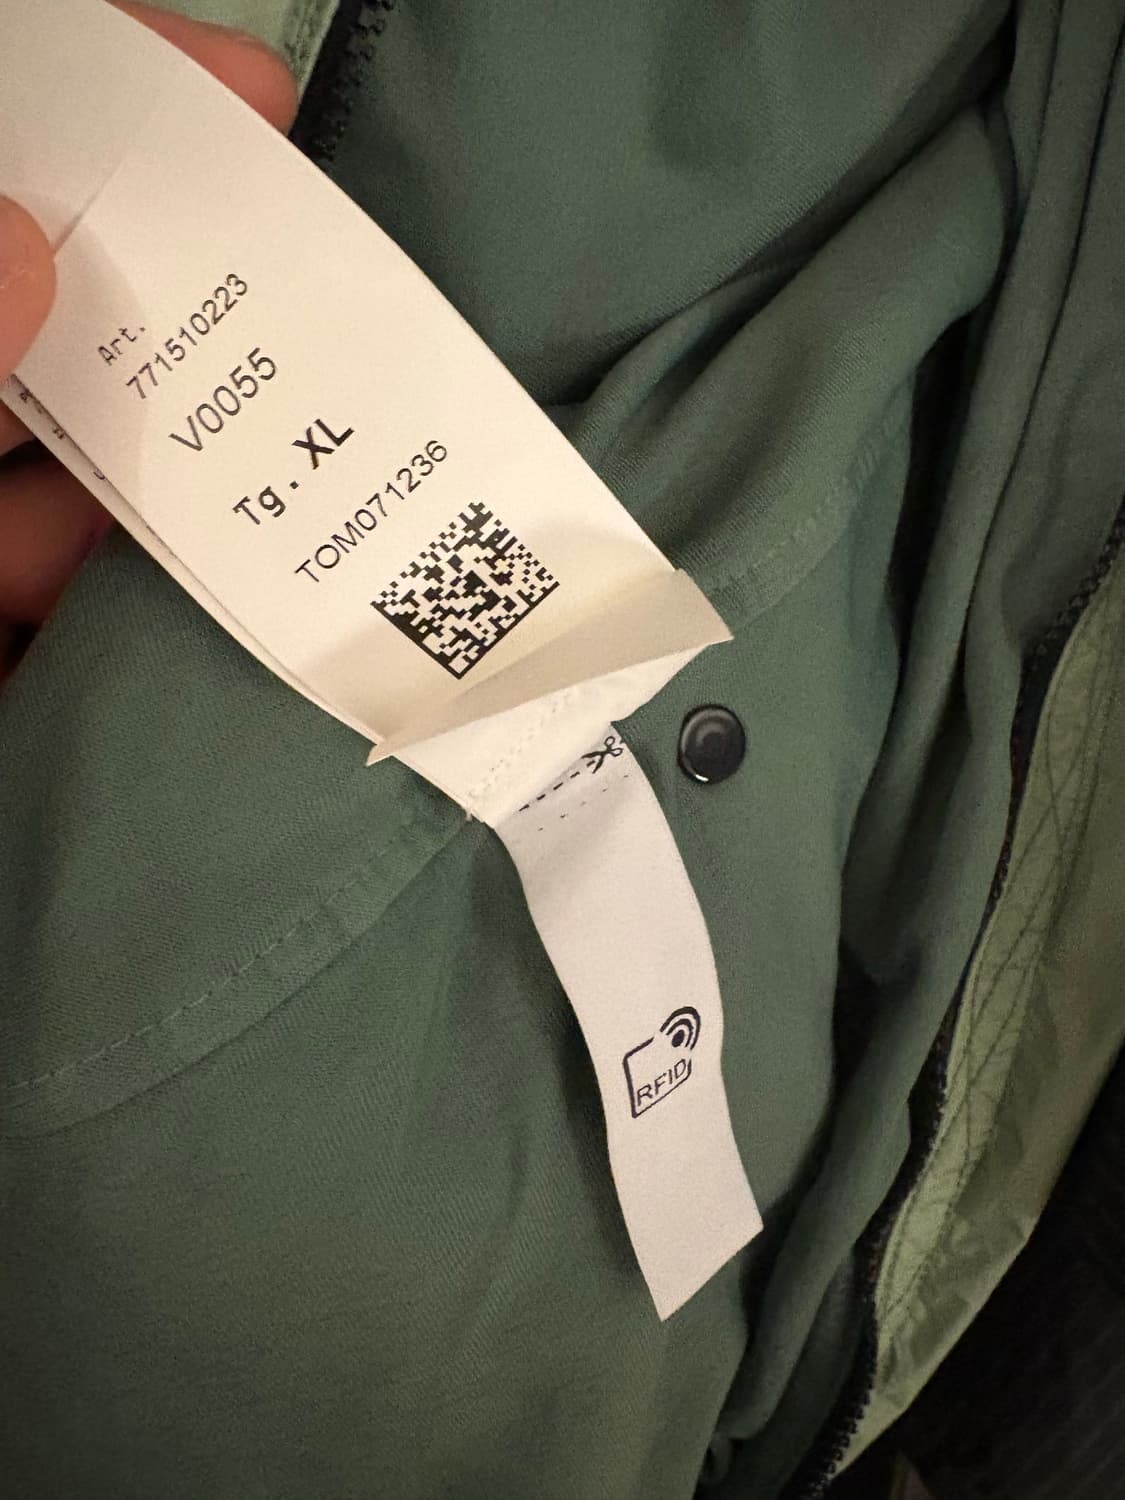 Art.
771510223
V0055
Tg. XL
TOM071236
RFID